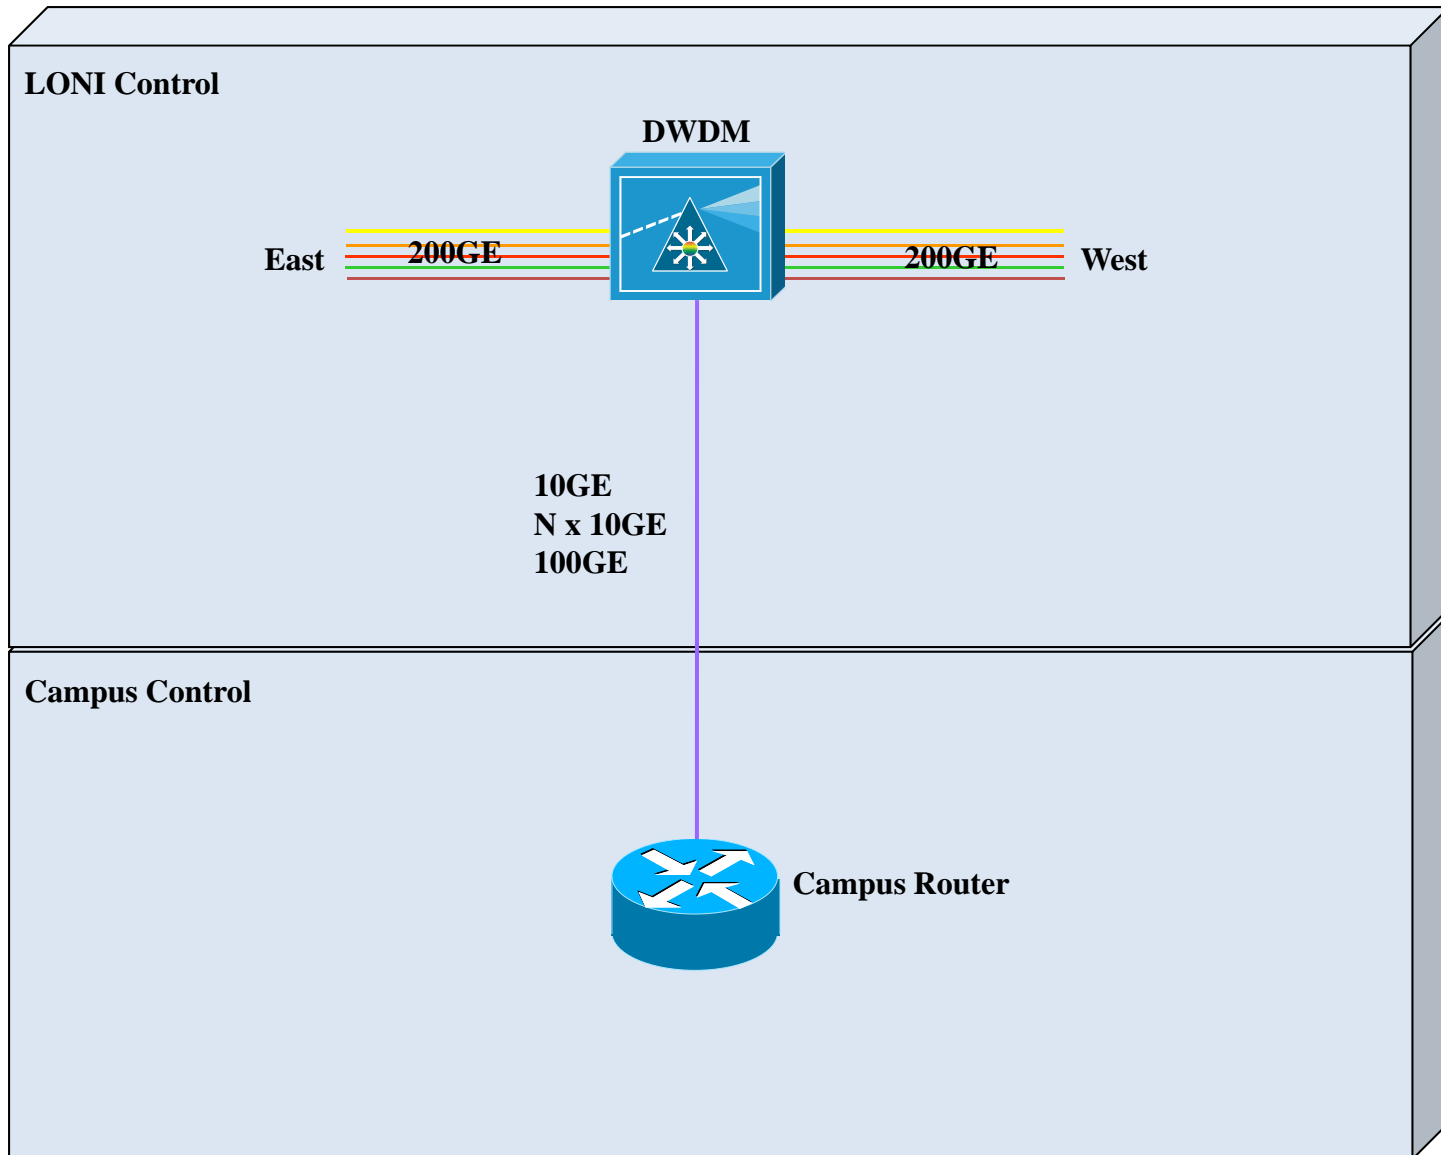 LONI Control
DWDM
East
200GE
200GE
West
10GE
N x 10GE
100GE
Campus Control
Campus Router